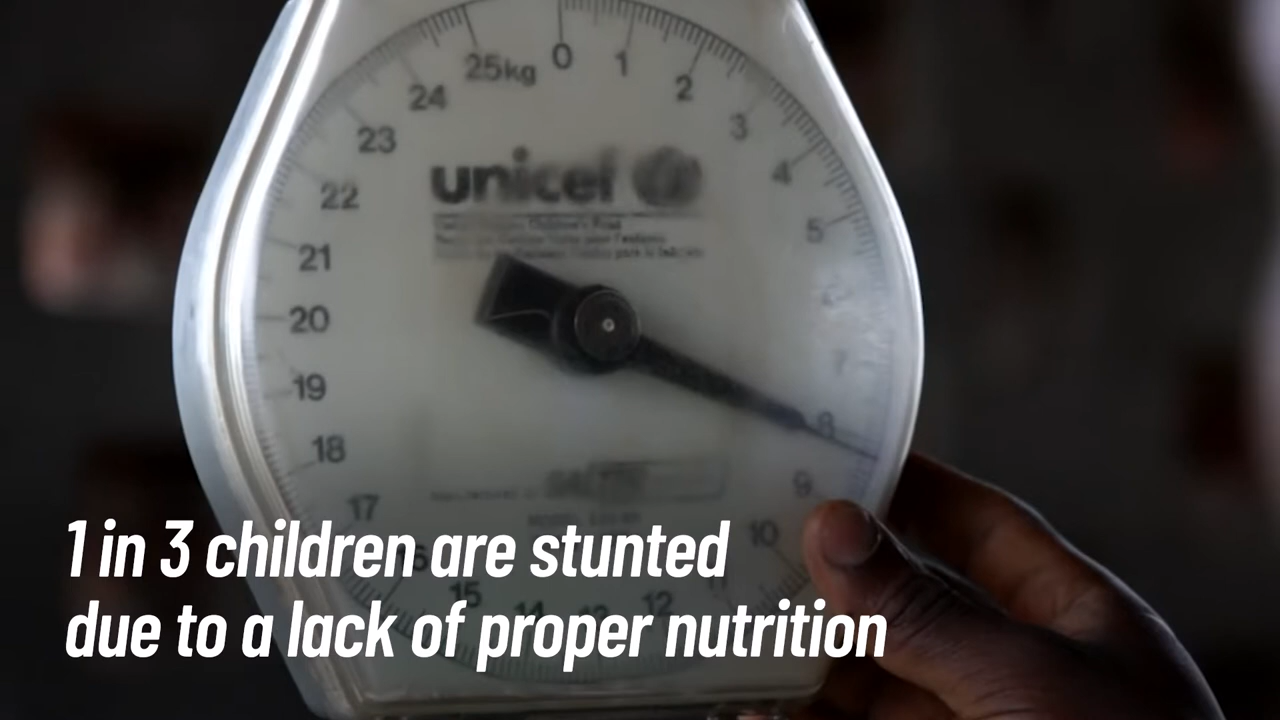 25kg 0 1 2
24 3
23 4
22 5
21
20
19 8
18 9
17 10
15 12
unicef
1 in 3 children are stunted
due to a lack of proper nutrition